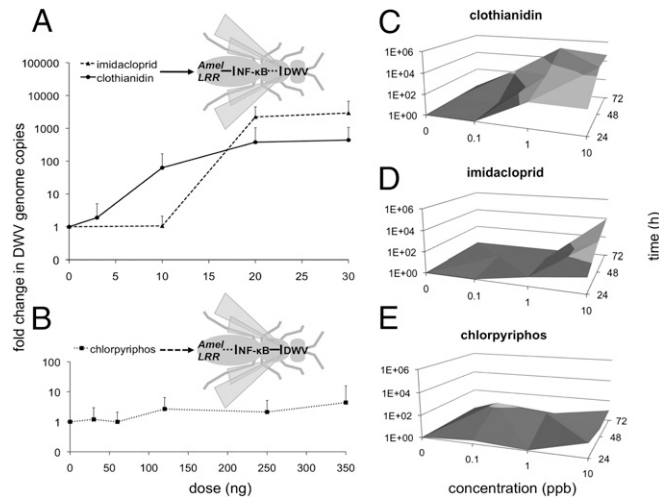 A
imidacloprid
clothianidin
Amel
LRR
NF-κB
DWV
100000
10000
1000
100
10
1
0
0 5 10 15 20 25 30
fold change in DWV genome copies
B
chlorpyriphos
Amel
LRR
NF-κB
DWV
100
10
1
0
0 50 100 150 200 250 300 350
dose (ng)
C
clothianidin
1E+06
1E+04
1E+02
1E+00
0 0.1 1 10
24 48 72
D
imidacloprid
1E+06
1E+04
1E+02
1E+00
0 0.1 1 10
24 48 72
time (h)
E
chlorpyriphos
1E+06
1E+04
1E+02
1E+00
0 0.1 1 10
24 48 72
concentration (ppb)